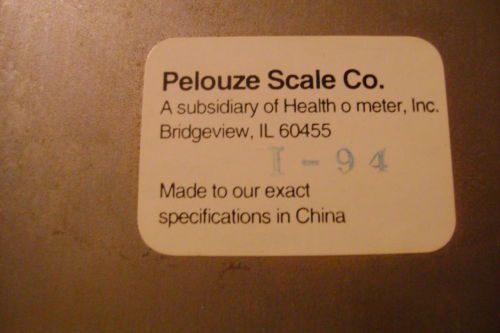 Pelouze Scale Co.
A subsidiary of Health o meter, Inc.
Bridgeview, IL 60455
I-94
Made to our exact
specifications in China